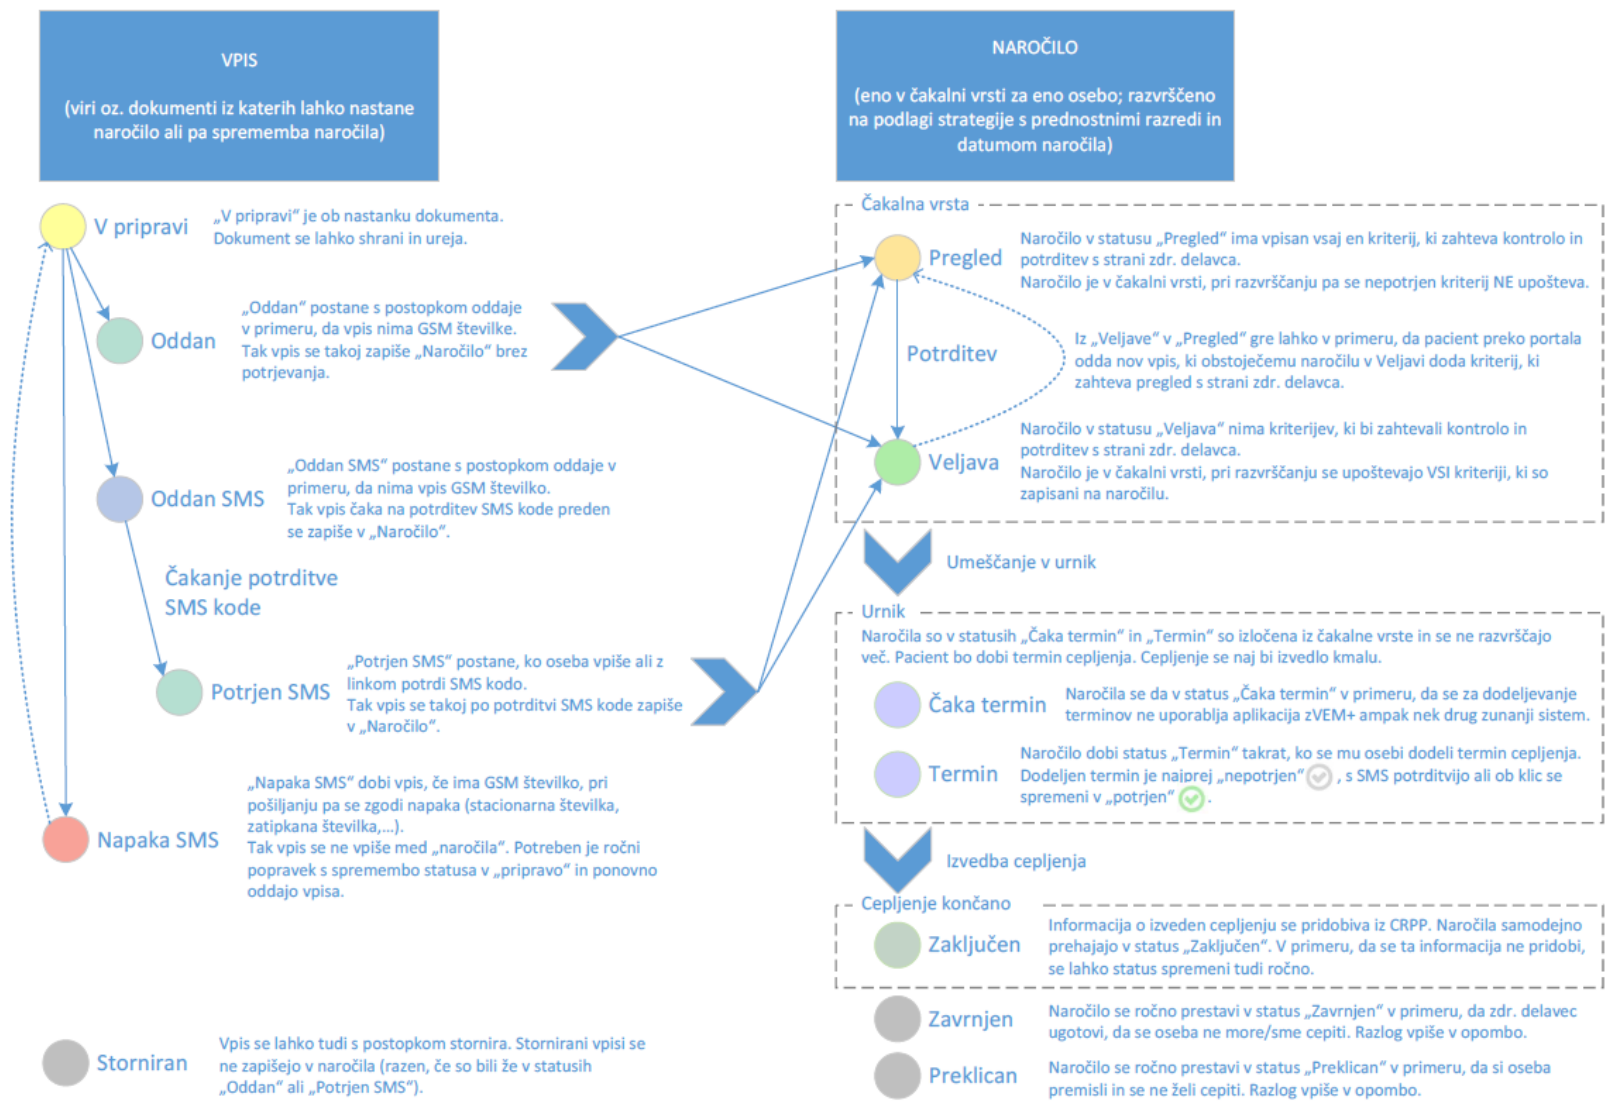 VPIS
(viri oz. dokumenti iz katerih lahko nastane
naročilo ali pa sprememba naročila)
V pripravi
„V pripravi“ je ob nastanku dokumenta.
Dokument se lahko shrani in ureja.
Oddan
„Oddan“ postane s postopkom oddaje
v primeru, da vpis nima GSM številke.
Tak vpis se takoj zapiše „Naročilo“ brez
potrjevanja.
Oddan SMS
„Oddan SMS“ postane s postopkom oddaje v
primeru, da nima vpis GSM številko.
Tak vpis čaka na potrditev SMS kode preden
se zapiše v „Naročilo“.
Čakanje potrditve
SMS kode
Potrjen SMS
„Potrjen SMS“ postane, ko oseba vpiše ali z
linkom potrdi SMS kodo.
Tak vpis se takoj po potrditvi SMS kode zapiše
v „Naročilo“.
Napaka SMS
„Napaka SMS“ dobi vpis, če ima GSM številko, pri
pošiljanju pa se zgodi napaka (stacionarna številka,
zatipkana številka,...).
Tak vpis se ne vpiše med „naročila“. Potreben je ročni
popravek s spremembo statusa v „pripravo“ in ponovno
oddajo vpisa.
Storniran
Vpis se lahko tudi s postopkom stornira. Stornirani vpisi se
ne zapišejo v naročila (razen, če so bili že v statusih
„Oddan“ ali „Potrjen SMS“).
NAROČILO
(eno v čakalni vrsti za eno osebo; razvrščeno
na podlagi strategije s prednostnimi razredi in
datumom naročila)
Čakalna vrsta
Pregled
Naročilo v statusu „Pregled“ ima vpisan vsaj en kriterij, ki zahteva kontrolo in
potrditev s strani zdr. delavca.
Naročilo je v čakalni vrsti, pri razvrščanju pa se nepotrjen kriterij NE upošteva.
Potrditev
Iz „Veljave“ v „Pregled“ gre lahko v primeru, da pacient preko portala
odda nov vpis, ki obstoječemu naročilu v Veljavi doda kriterij, ki
zahteva pregled s strani zdr. delavca.
Veljava
Naročilo v statusu „Veljava“ nima kriterijev, ki bi zahtevali kontrolo in
potrditev s strani zdr. delavca.
Naročilo je v čakalni vrsti, pri razvrščanju se upoštevajo VSI kriteriji, ki so
zapisani na naročilu.
Umeščanje v urnik
Urnik
Naročila so v statusih „Čaka termin“ in „Termin“ so izločena iz čakalne vrste in se ne razvrščajo
več. Pacient bo dobi termin cepljenja. Cepljenje se naj bi izvedlo kmalu.
Čaka termin
Naročila se da v status „Čaka termin“ v primeru, da se za dodeljevanje
terminov ne uporablja aplikacija zVEM+ ampak nek drug zunanji sistem.
Termin
Naročilo dobi status „Termin“ takrat, ko se mu osebi dodeli termin cepljenja.
Dodeljen termin je najprej „nepotrjen“ , s SMS potrditvijo ali ob klic se
spremeni v „potrjen“ .
Izvedba cepljenja
Cepljenje končano
Zaključen
Informacija o izveden cepljenju se pridobiva iz CRPP. Naročila samodejno
prehajajo v status „Zaključen“. V primeru, da se ta informacija ne pridobi,
se lahko status spremeni tudi ročno.
Zavrnjen
Naročilo se ročno prestavi v status „Zavrnjen“ v primeru, da zdr. delavec
ugotovi, da se oseba ne more/sme cepiti. Razlog vpiše v opombo.
Preklican
Naročilo se ročno prestavi v status „Preklican“ v primeru, da si oseba
premisli in se ne želi cepiti. Razlog vpiše v opombo.